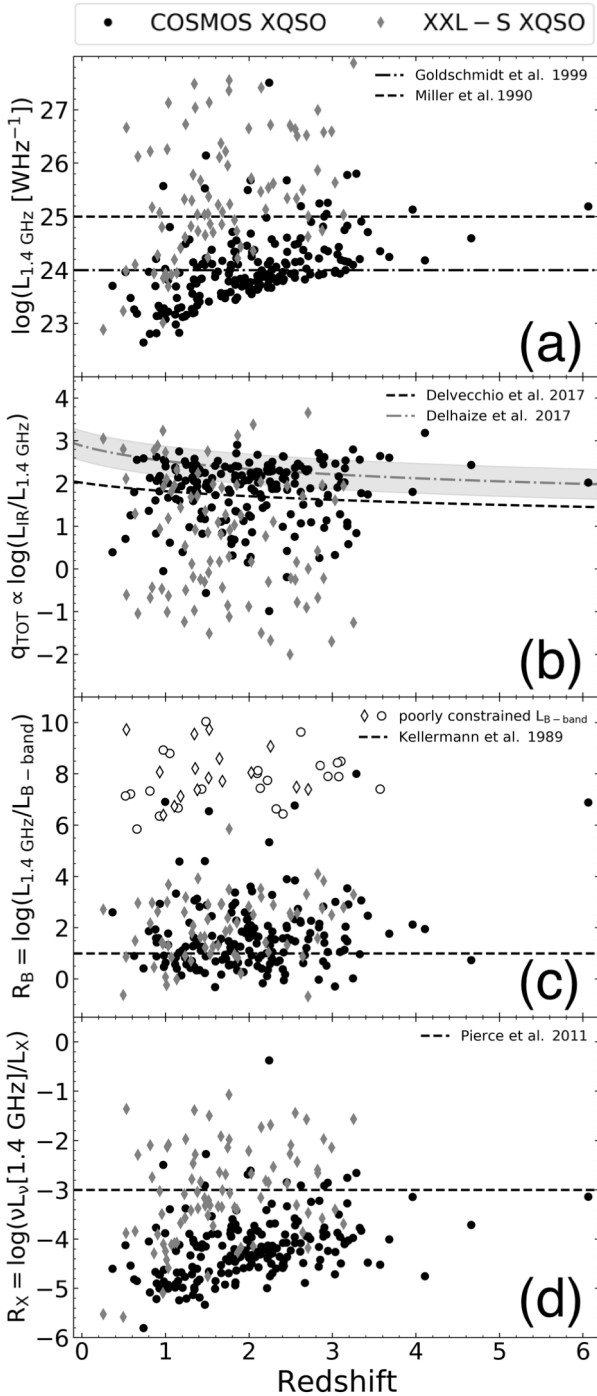 COSMOS XQSO XXL − S XQSO
Goldschmidt et al. 1999
Miller et al. 1990
log(L1.4 GHz [WHz−1])
27
26
25
24
23
(a)
Delvecchio et al. 2017
Delhaize et al. 2017
qTOT ∝ log(LIR/L1.4 GHz)
4
3
2
1
0
−1
−2
(b)
poorly constrained LB−band
Kellermann et al. 1989
RB = log(L1.4 GHz/LB−band)
10
8
6
4
2
0
(c)
Pierce et al. 2011
RX = log(νLν[1.4 GHz]/LX)
0
−1
−2
−3
−4
−5
−6
(d)
0 1 2 3 4 5 6
Redshift